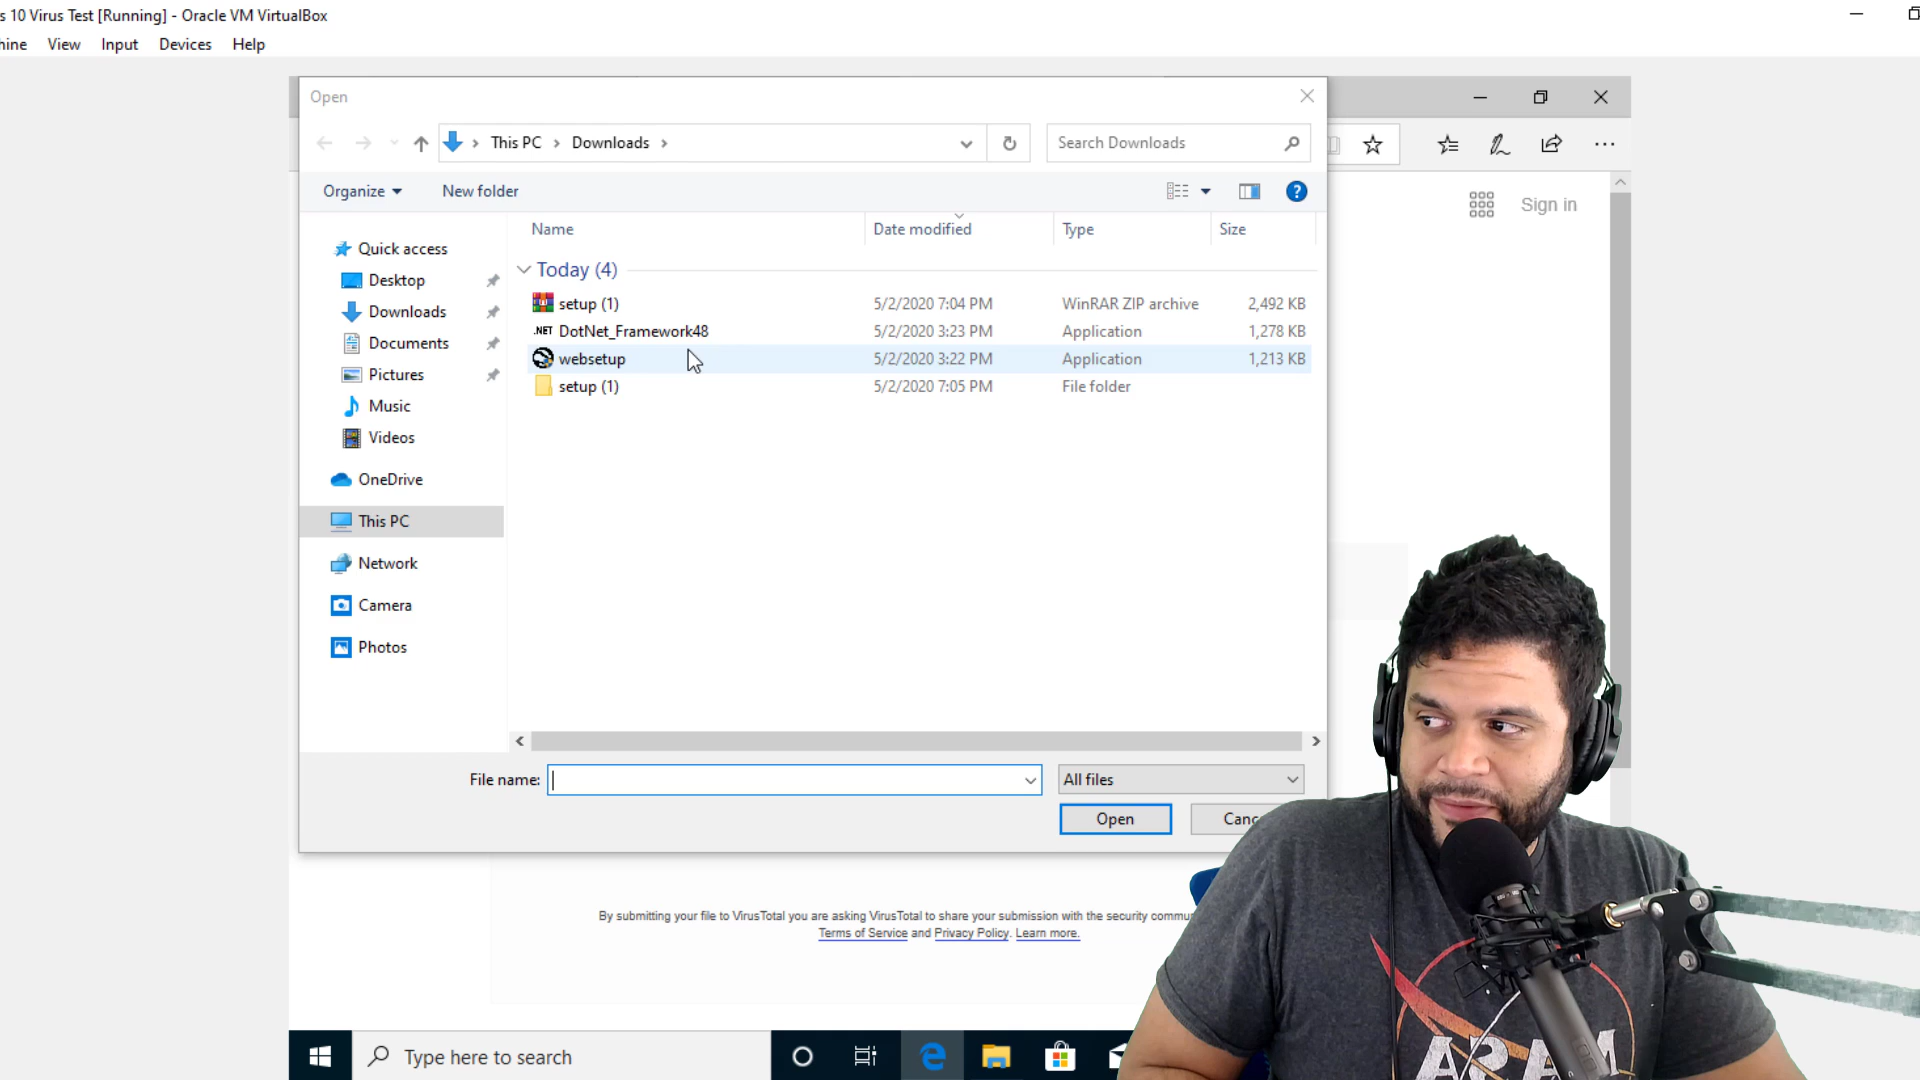 s 10 Virus Test [Running] - Oracle VM VirtualBox
hine View Input Devices Help
Open
This PC Downloads
Search Downloads
Organize New folder
Sign in
Name Date modified Type Size
Quick access
Today (4)
Desktop
setup (1) 5/2/2020 7:04 PM WinRAR ZIP archive 2,492 KB
Downloads
.NET DotNet_Framework48 5/2/2020 3:23 PM Application 1,278 KB
Documents
websetup 5/2/2020 3:22 PM Application 1,213 KB
Pictures
setup (1) 5/2/2020 7:05 PM File folder
Music
Videos
OneDrive
This PC
Network
Camera
Photos
File name: All files
Open Canc
By submitting your file to VirusTotal you are asking VirusTotal to share your submission with the security commu
Terms of Service and Privacy Policy. Learn more.
Type here to search